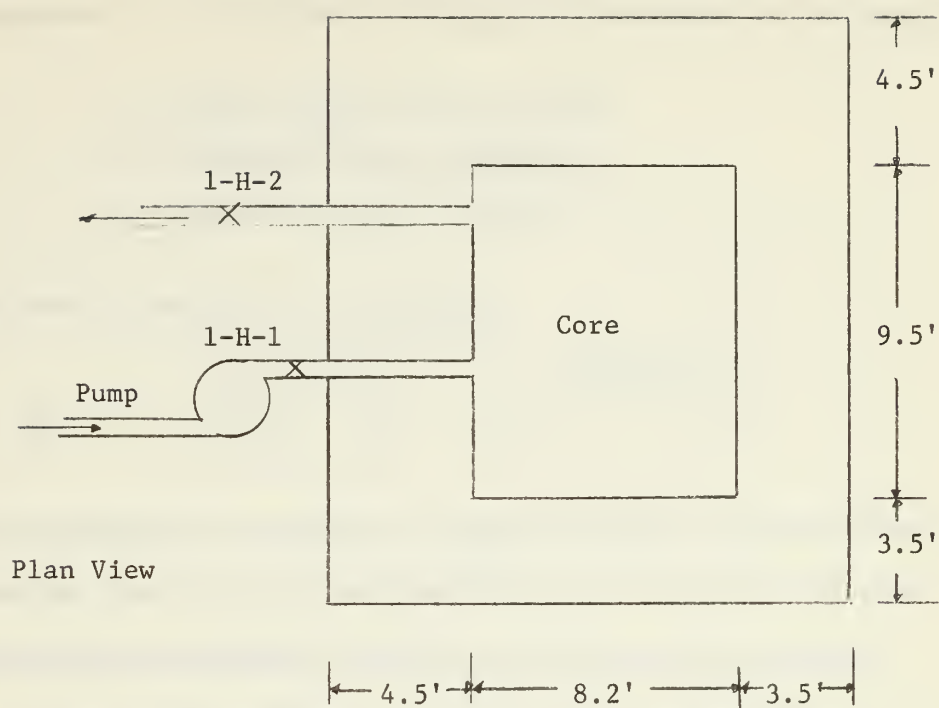 4.5'
1-H-2
1-H-1
Core
9.5'
Pump
3.5'
Plan View
4.5' 8.2' 3.5'